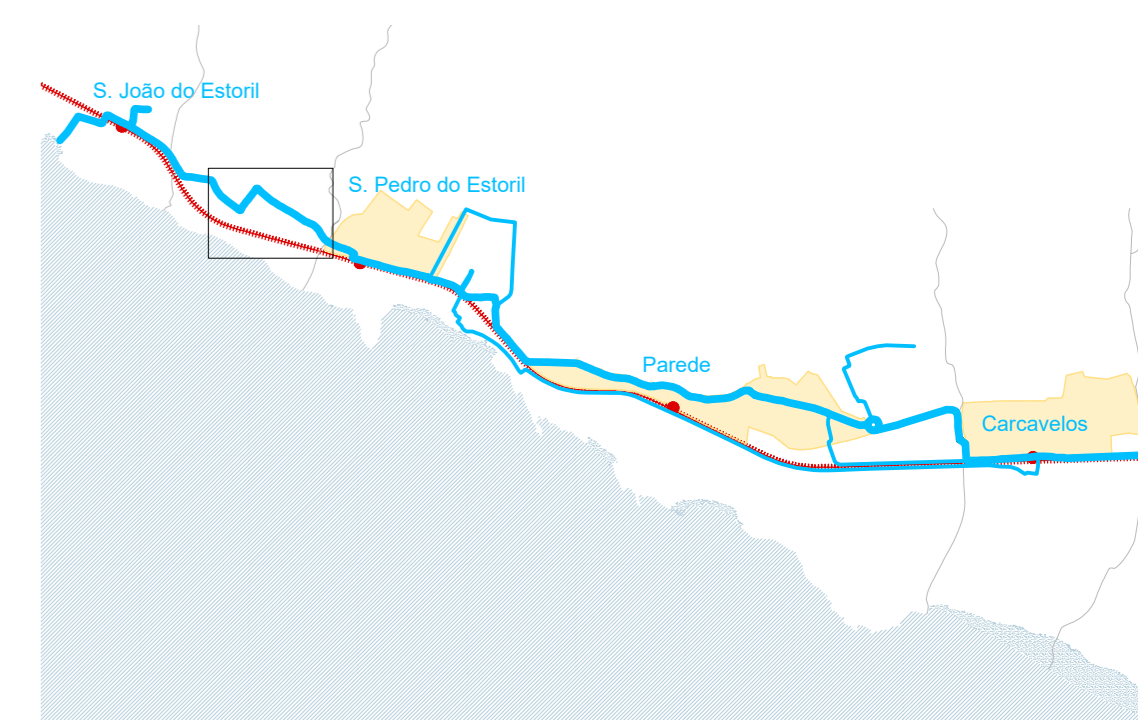 S. João do Estoril
S. Pedro do Estoril
Parede
Carcavelos